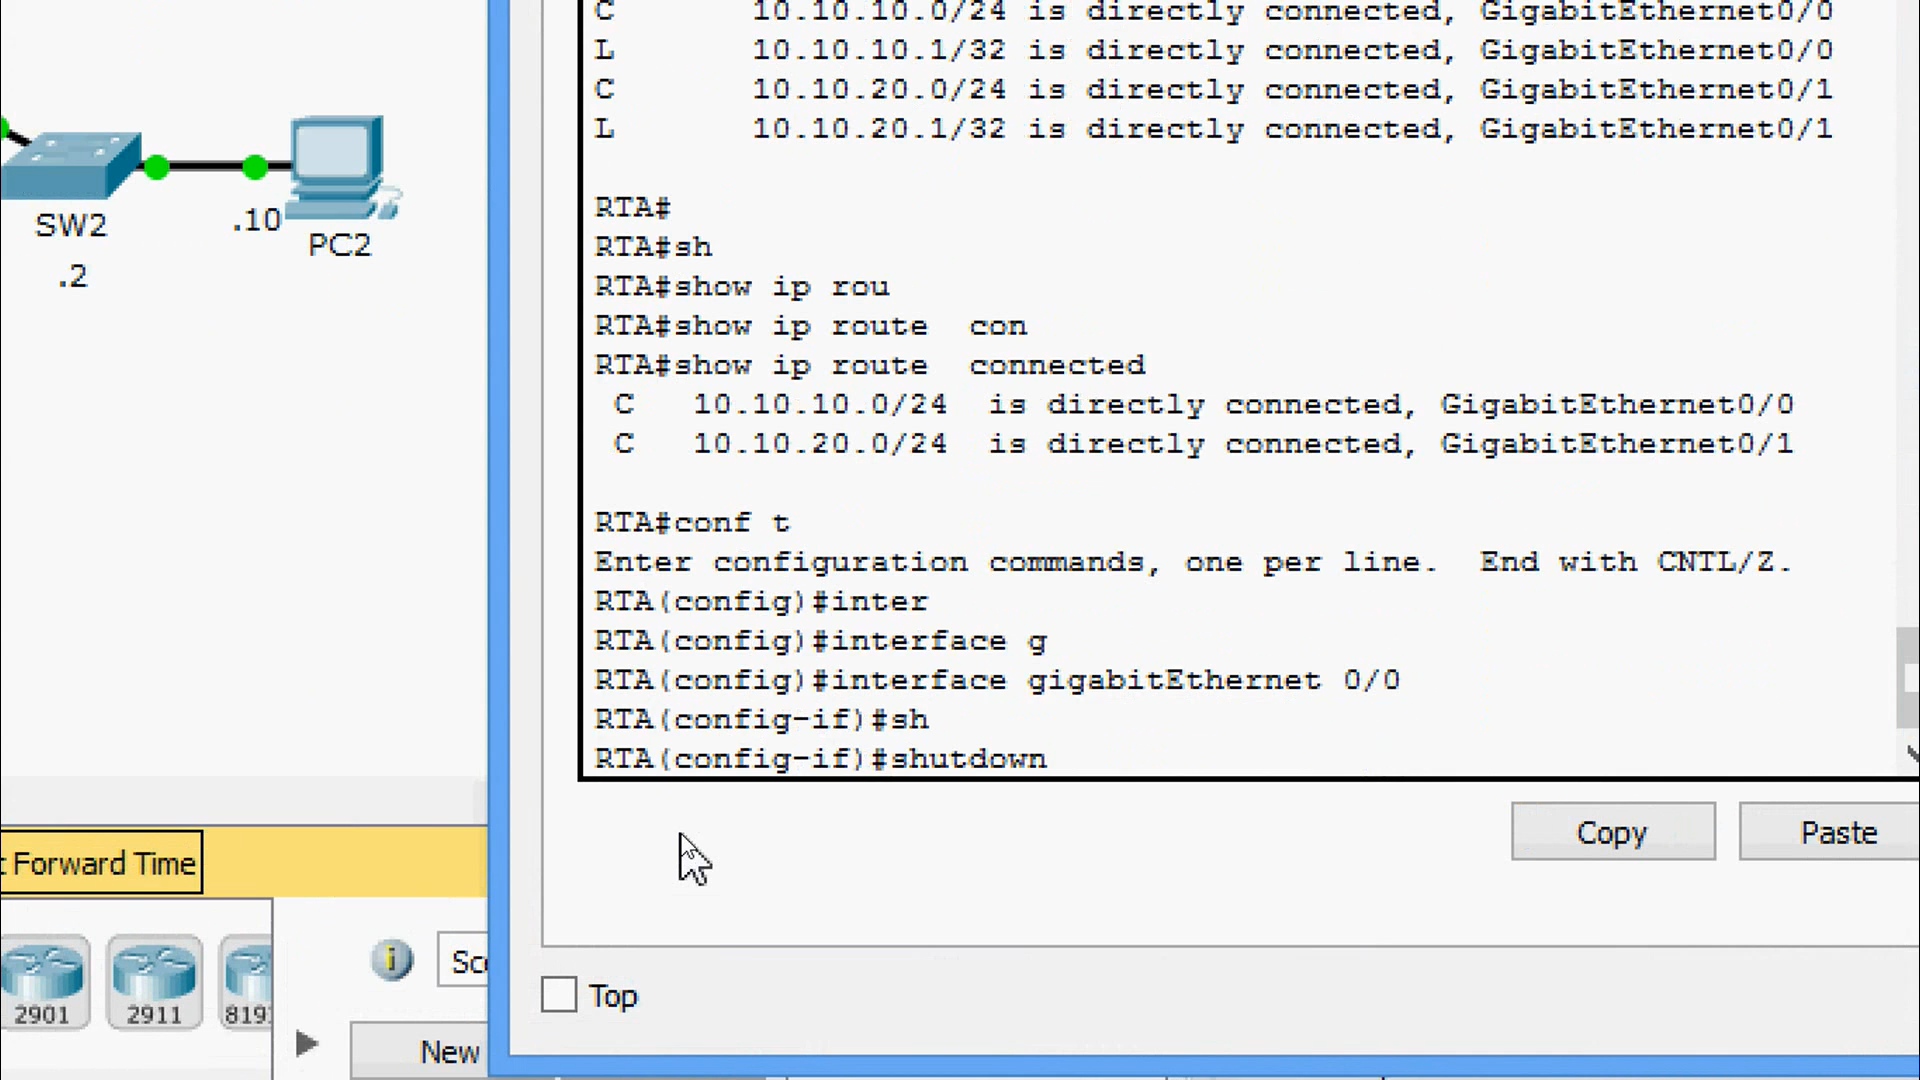 C 10.10.10.0/24 is directly connected, GigabitEthernet0/0
L 10.10.10.1/32 is directly connected, GigabitEthernet0/0
C 10.10.20.0/24 is directly connected, GigabitEthernet0/1
L 10.10.20.1/32 is directly connected, GigabitEthernet0/1
RTA#
RTA#sh
RTA#show ip rou
RTA#show ip route  con
RTA#show ip route  connected
C 10.10.10.0/24  is directly connected, GigabitEthernet0/0
C 10.10.20.0/24  is directly connected, GigabitEthernet0/1
RTA#conf t
Enter configuration commands, one per line.  End with CNTL/Z.
RTA(config)#inter
RTA(config)#interface g
RTA(config)#interface gigabitEthernet 0/0
RTA(config-if)#sh
RTA(config-if)#shutdown
SW2
.2
.10
PC2
Copy
Paste
Top
Forward Time
2901
2911
819
New